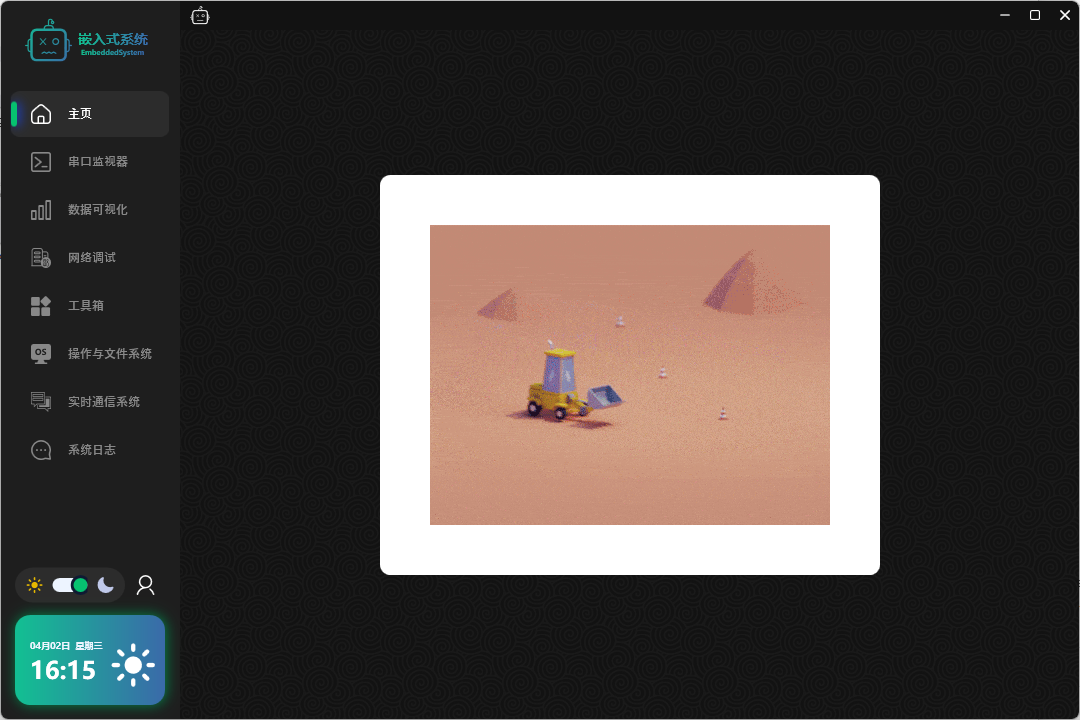 嵌入式系统
EmbeddedSystem
主页
串口监视器
数据可视化
网络调试
工具箱
OS
操作与文件系统
实时通信系统
系统日志
04月02日 星期三
16:15